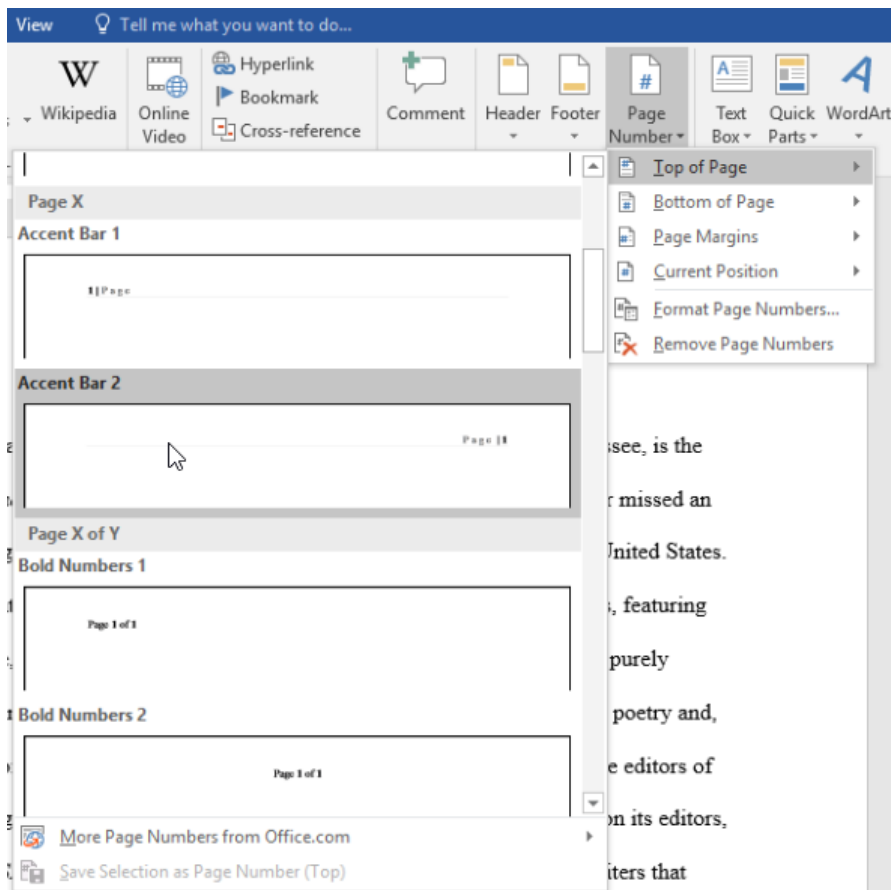 View Tell me what you want to do...
W
Wikipedia
Online
Video
Hyperlink
Bookmark
Cross-reference
Comment
Header
Footer
#
Page
Number
A
Text
Box
Quick
Parts
A
WordArt
Top of Page
Bottom of Page
Page Margins
Current Position
Format Page Numbers...
Remove Page Numbers
Page X
Accent Bar 1
1|Page
Accent Bar 2
Page |1
Page X of Y
Bold Numbers 1
Page 1 of 1
Bold Numbers 2
Page 1 of 1
More Page Numbers from Office.com
Save Selection as Page Number (Top)
ssee, is the
r missed an
United States.
s, featuring
purely
poetry and,
e editors of
on its editors,
iters that